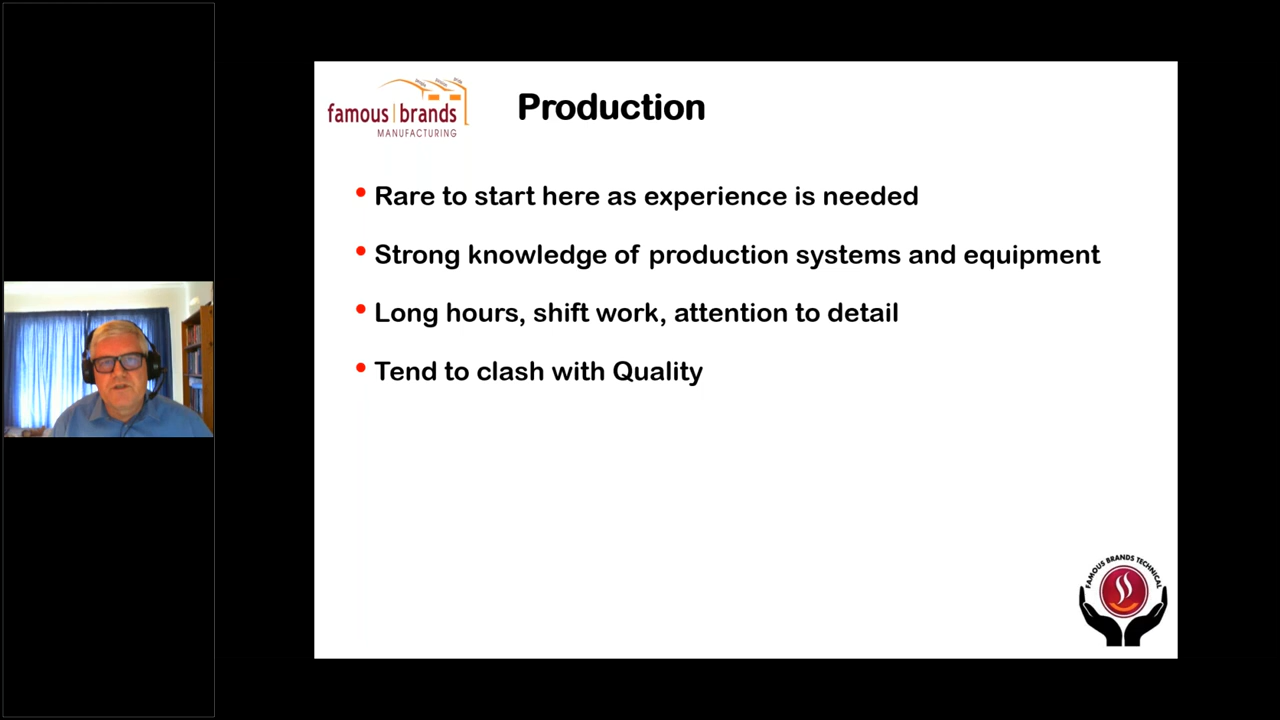 famous brands
MANUFACTURING
Production
Rare to start here as experience is needed
Strong knowledge of production systems and equipment
Long hours, shift work, attention to detail
Tend to clash with Quality
FAMOUS BRANDS TECHNICAL